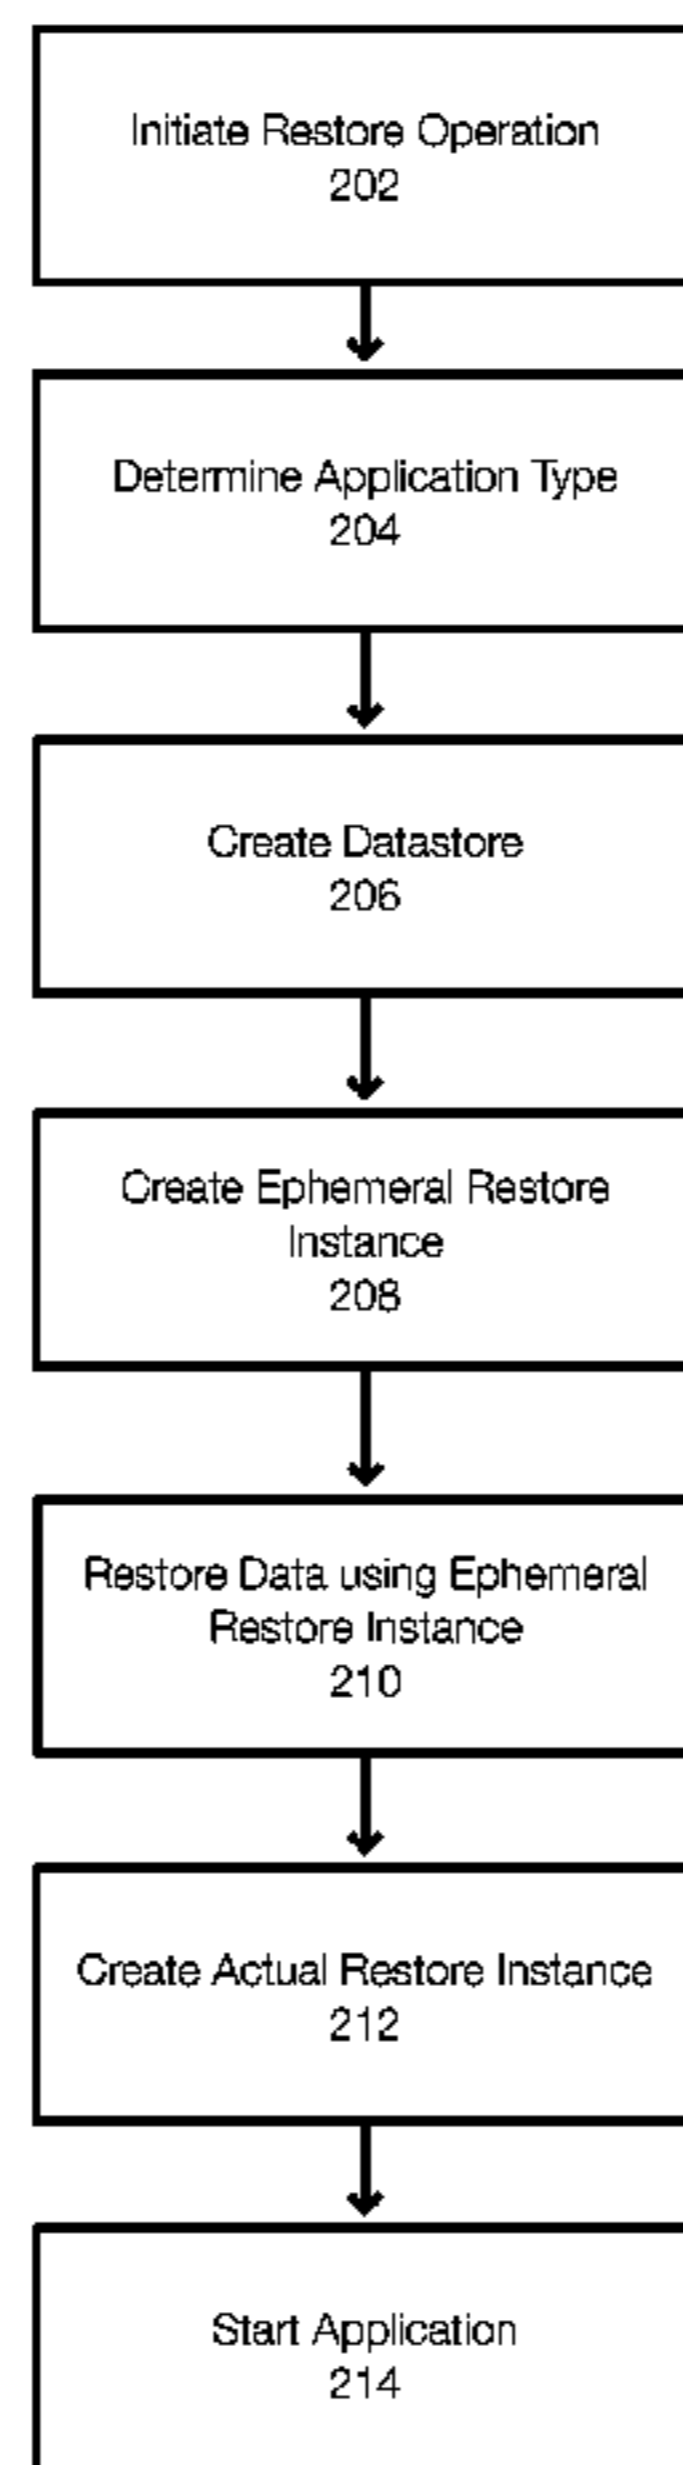 Initiate Restore Operation
202
Determine Application Type
204
Create Datastore
206
Create Ephemeral Restore
Instance
208
Restore Data using Ephemeral
Restore Instance
210
Create Actual Restore Instance
212
Start Application
214